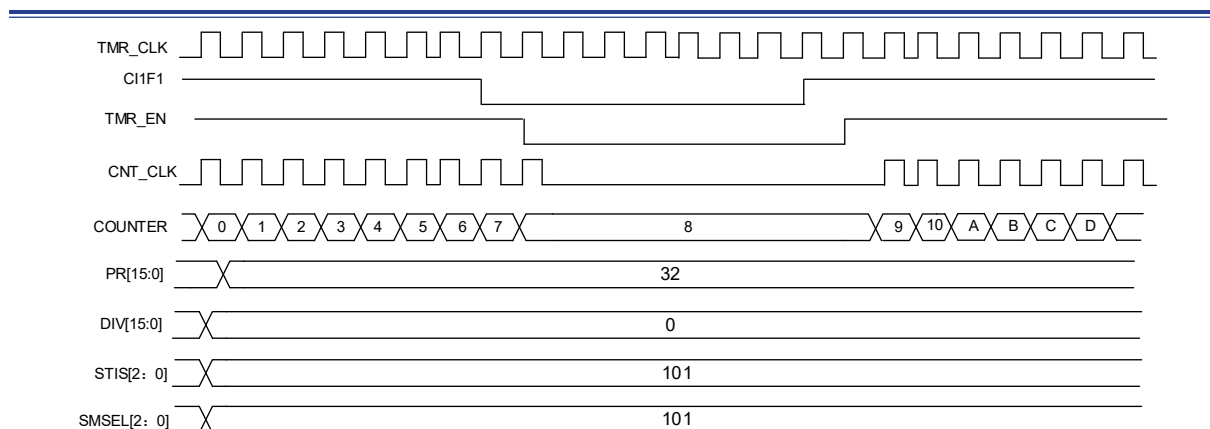 TMR_CLK
CI1F1
TMR_EN
CNT_CLK
COUNTER 0 1 2 3 4 5 6 7 8 9 10 A B C D
PR[15:0] 32
DIV[15:0] 0
STIS[2：0] 101
SMSEL[2：0] 101